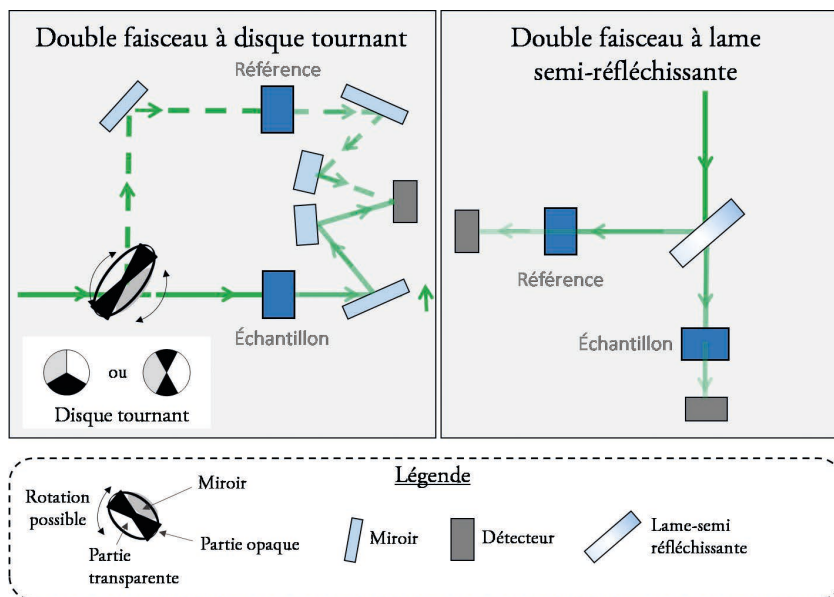 Double faisceau à disque tournant
Référence
Échantillon
ou
Disque tournant
Double faisceau à lame
semi-réfléchissante
Référence
Échantillon
Légende
Rotation
possible
Miroir
Partie
transparente
Partie opaque
Miroir
Détecteur
Lame-semi
réfléchissante